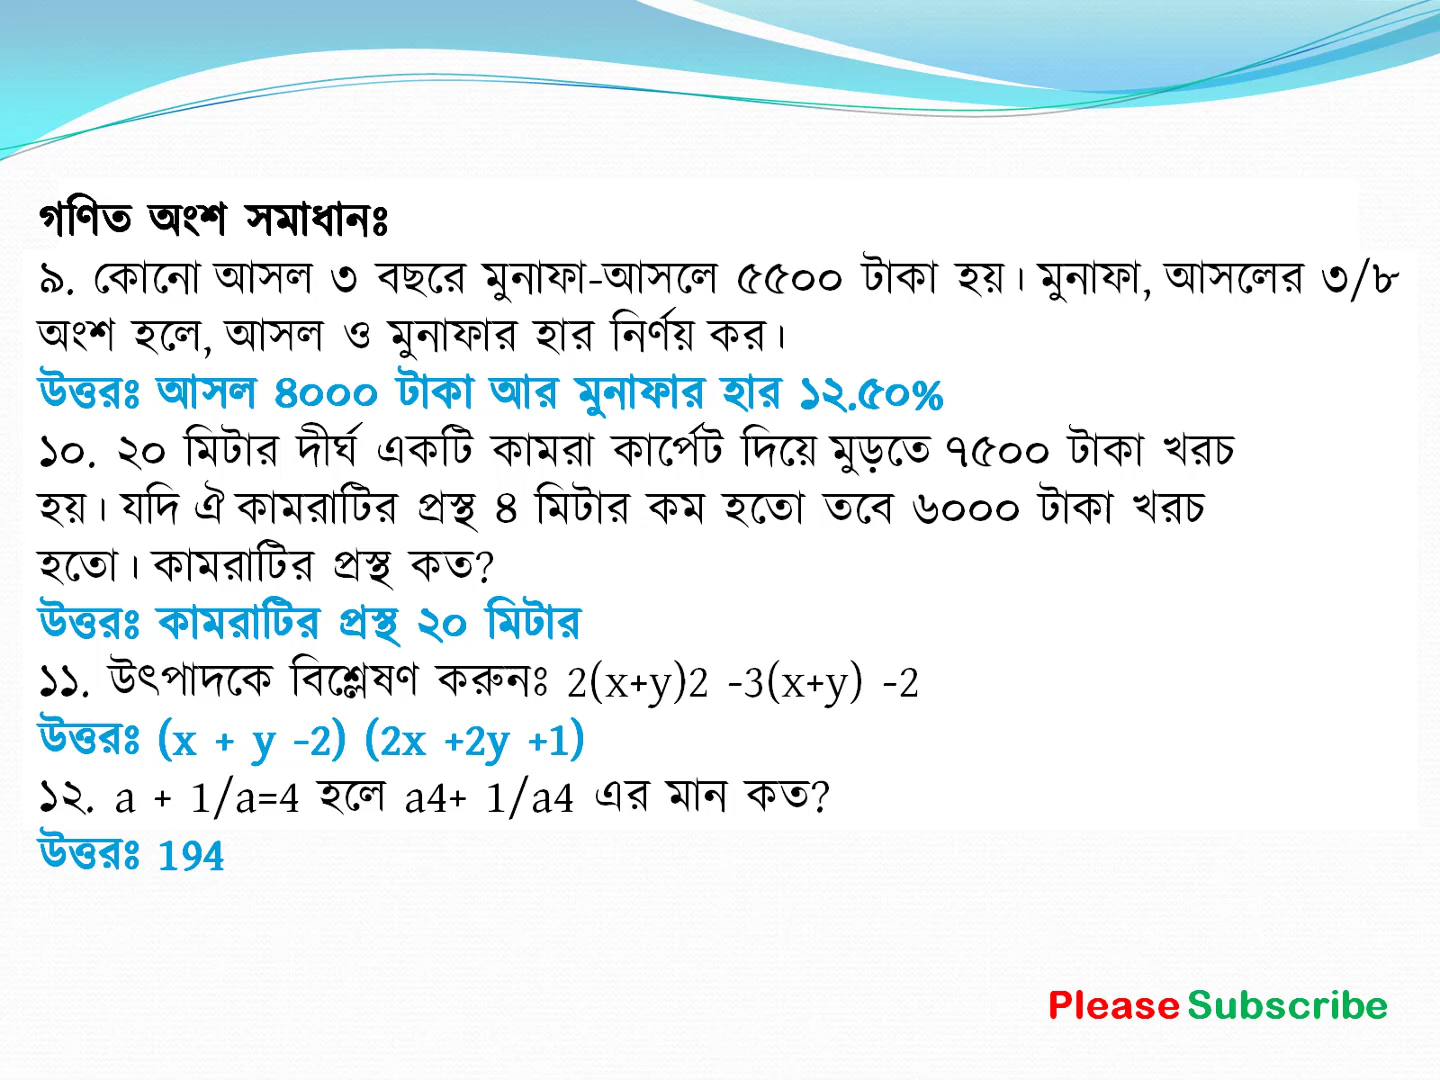 গণিত অংশ সমাধানঃ
৯. কোনো আসল ৩ বছরে মুনাফা-আসলে ৫৫০০ টাকা হয়। মুনাফা, আসলের ৩/৮
অংশ হলে, আসল ও মুনাফার হার নির্ণয় কর।
উত্তরঃ আসল ৪০০০ টাকা আর মুনাফার হার ১২.৫০%
১০. ২০ মিটার দীর্ঘ একটি কামরা কার্পেট দিয়ে মুড়তে ৭৫০০ টাকা খরচ
হয়। যদি ঐ কামরাটির প্রস্থ ৪ মিটার কম হতো তবে ৬০০০ টাকা খরচ
হতো। কামরাটির প্রস্থ কত?
উত্তরঃ কামরাটির প্রস্থ ২০ মিটার
১১. উৎপাদকে বিশ্লেষণ করুনঃ 2(x+y)2 -3(x+y) -2
উত্তরঃ (x + y -2) (2x +2y +1)
১২. a + 1/a=4 হলে a4+ 1/a4 এর মান কত?
উত্তরঃ 194
Please Subscribe